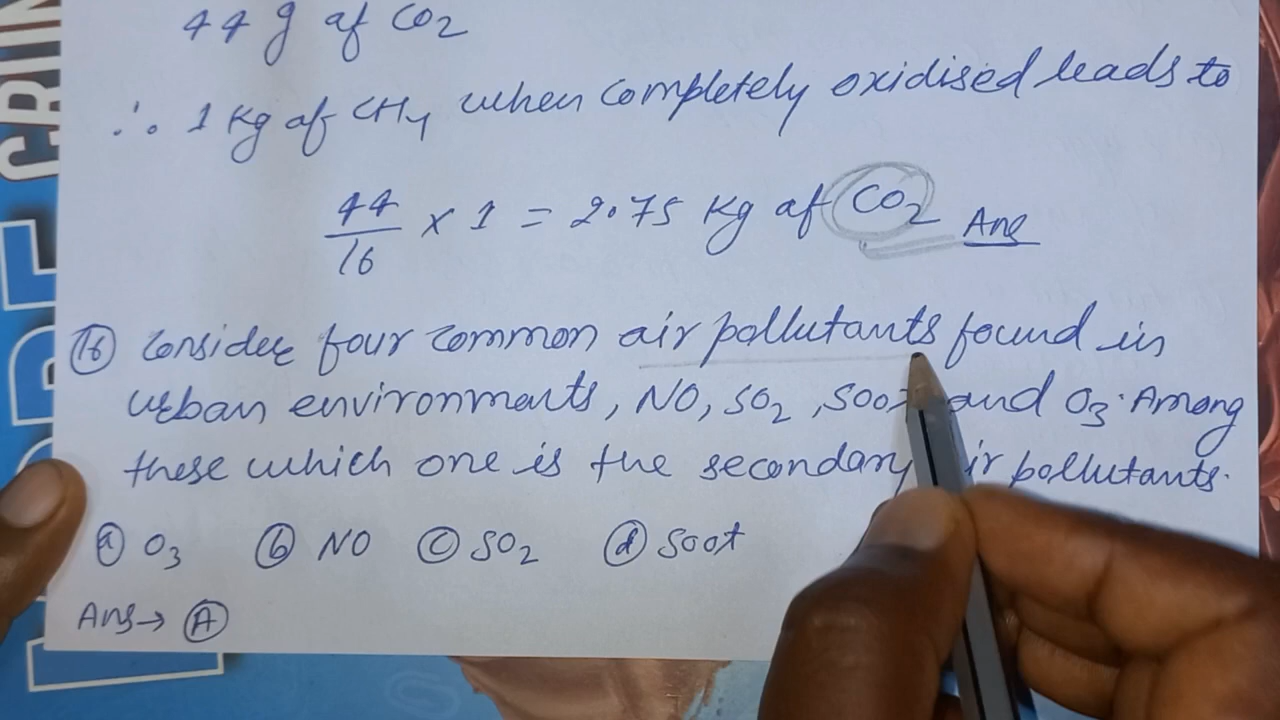 44 g of CO2
∴ 1 Kg of CH4 when completely oxidised leads to
44/16 x 1 = 2.75 Kg of CO2 Ans
(16) Consider four common air pollutants found in
urban environmants, NO, SO2, Soot and O3. Among
these which one is the secondary air pollutants.
(a) O3 (b) NO (c) SO2 (d) Soot
Ans → (A)